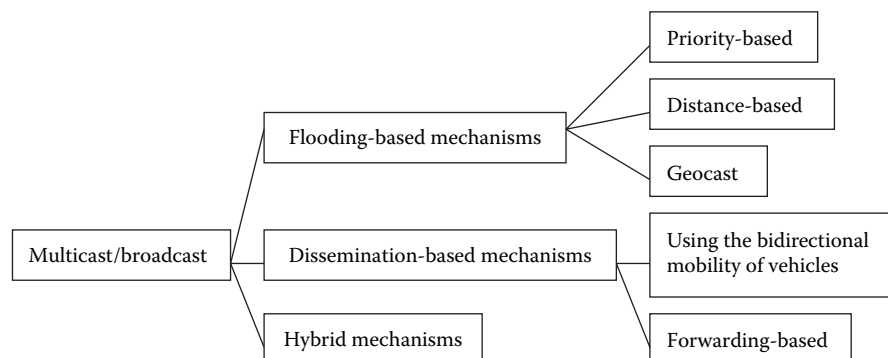 Priority-based
Distance-based
Flooding-based mechanisms
Geocast
Multicast/broadcast
Dissemination-based mechanisms
Using the bidirectional
mobility of vehicles
Hybrid mechanisms
Forwarding-based